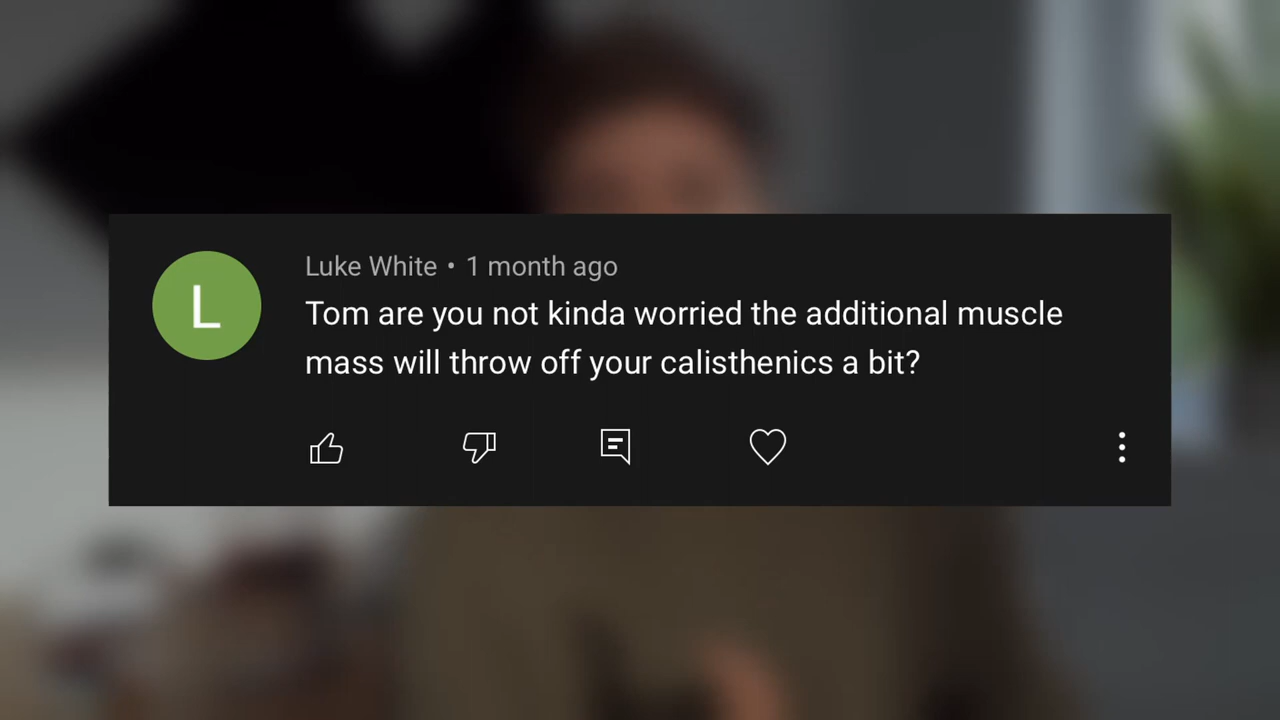 L
Luke White • 1 month ago
Tom are you not kinda worried the additional muscle
mass will throw off your calisthenics a bit?